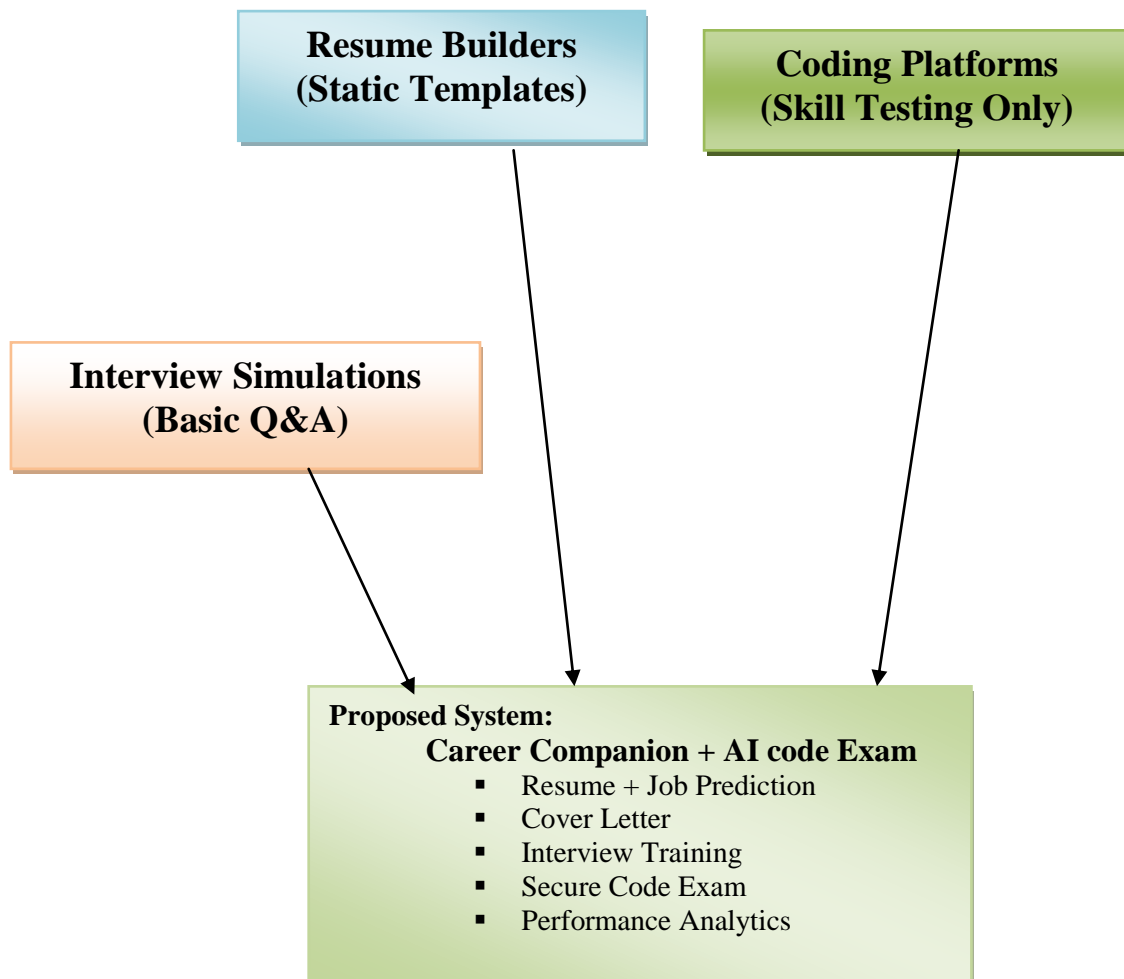 Resume Builders
(Static Templates)
Coding Platforms
(Skill Testing Only)
Interview Simulations
(Basic Q&A)
Proposed System:
Career Companion + AI code Exam
▪ Resume + Job Prediction
▪ Cover Letter
▪ Interview Training
▪ Secure Code Exam
▪ Performance Analytics